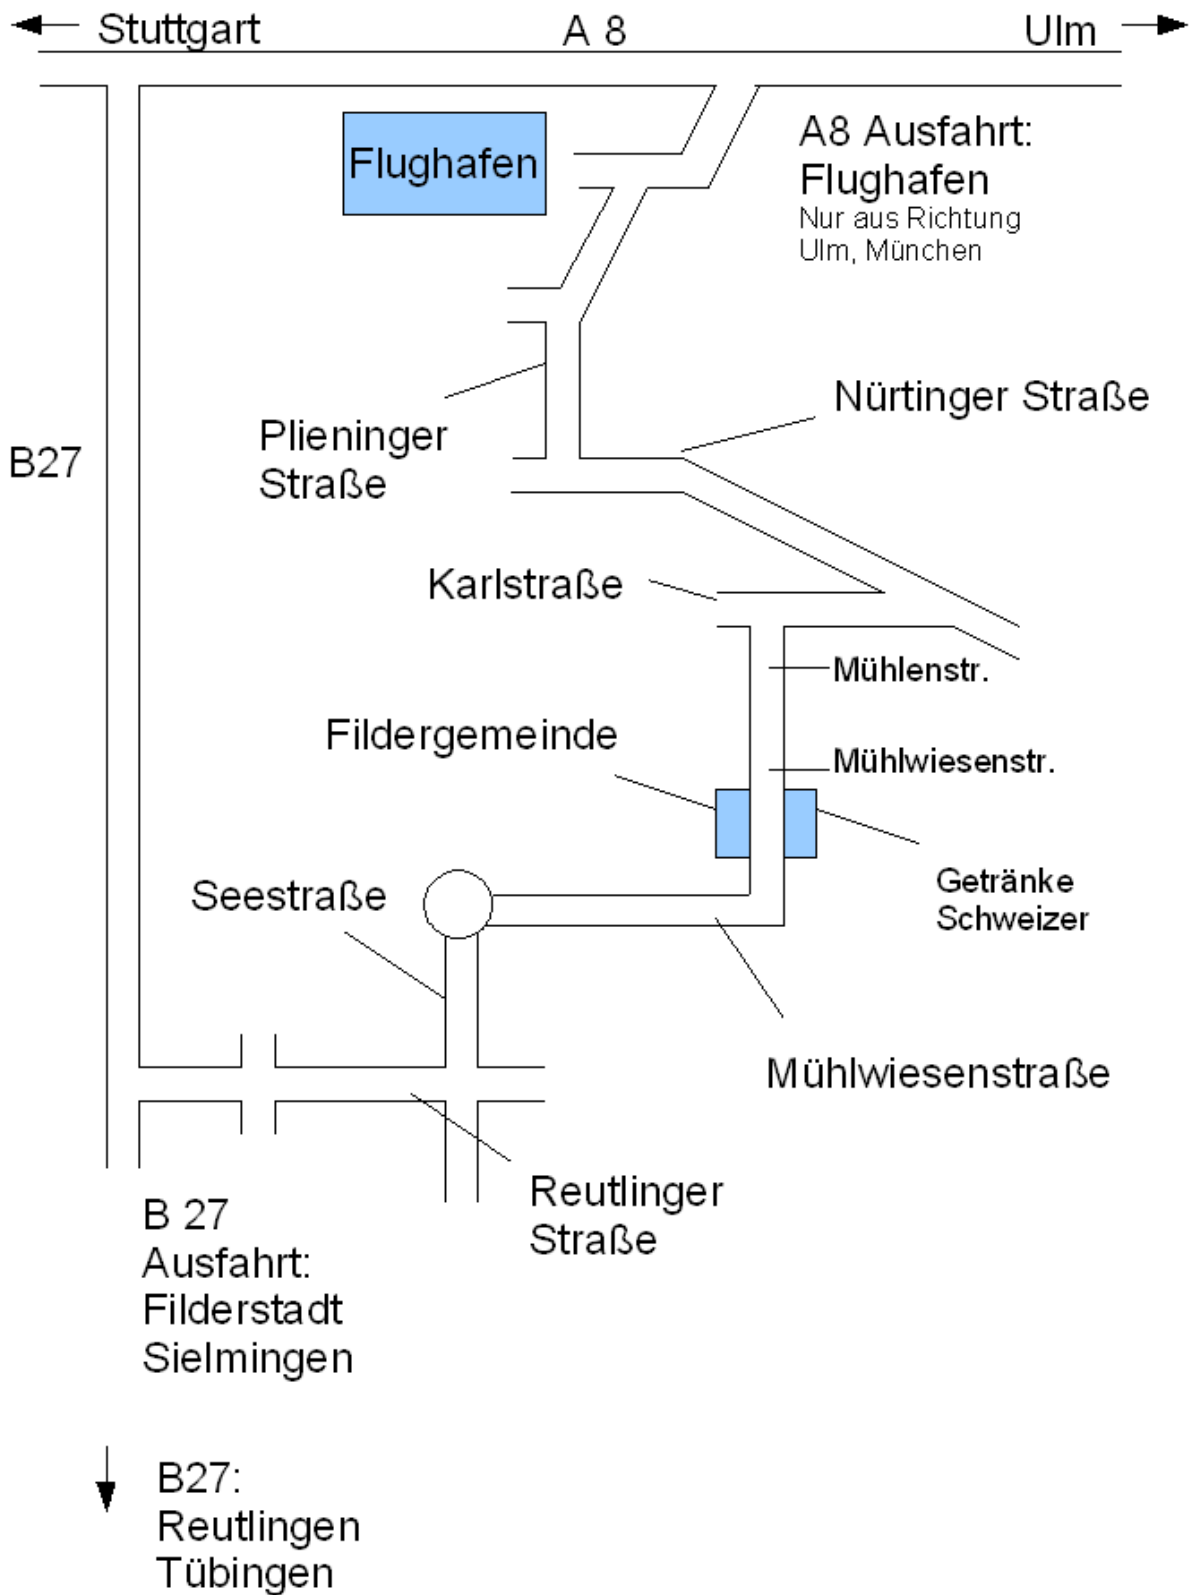 Stuttgart
A 8
Ulm
Flughafen
A8 Ausfahrt:
Flughafen
Nur aus Richtung
Ulm, München
Nürtinger Straße
Plieninger
Straße
B27
Karlstraße
Mühlenstr.
Fildergemeinde
Mühlwiesenstr.
Seestraße
Getränke
Schweizer
Mühlwiesenstraße
Reutlinger
Straße
B 27
Ausfahrt:
Filderstadt
Sielmingen
B27:
Reutlingen
Tübingen